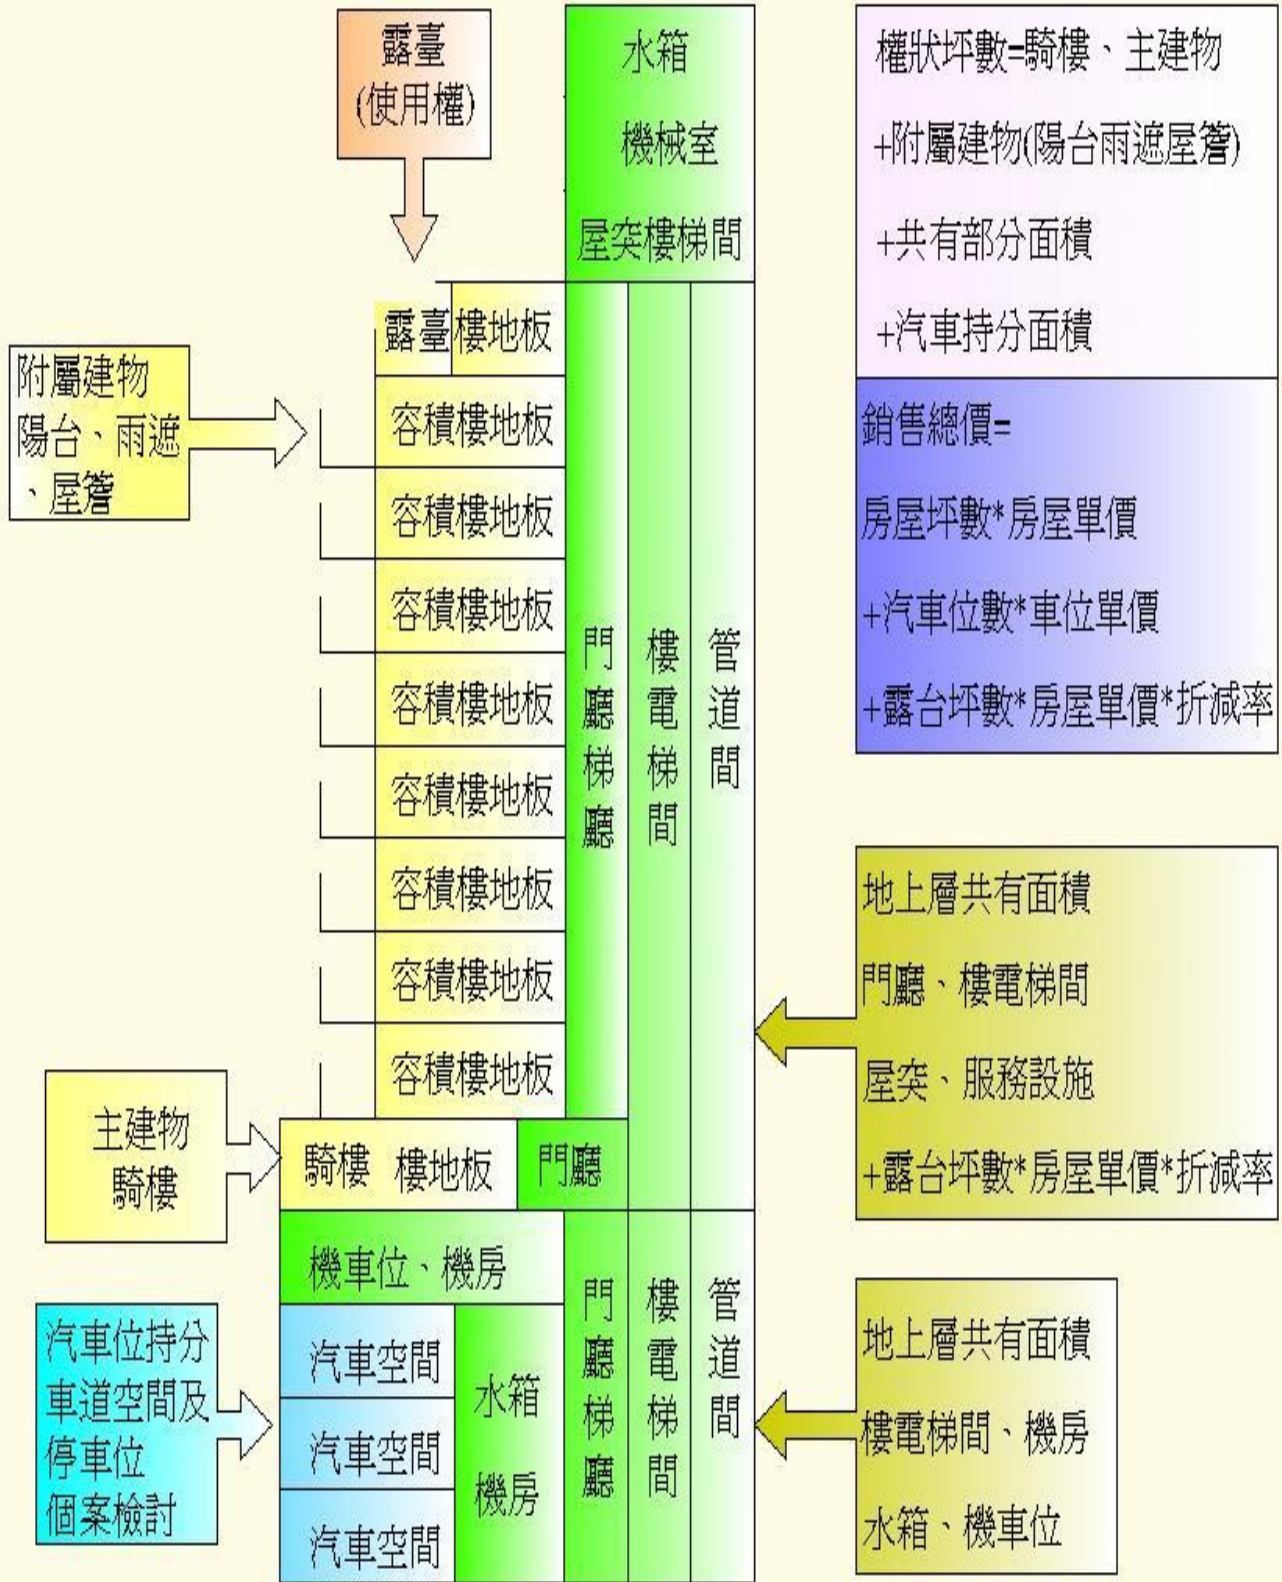 露臺
(使用權)
水箱
機械室
屋突樓梯間
權狀坪數=騎樓、主建物
+附屬建物(陽台雨遮屋簷)
+共有部分面積
+汽車持分面積
銷售總價=
房屋坪數*房屋單價
+汽車位數*車位單價
+露台坪數*房屋單價*折減率
附屬建物
陽台、雨遮
、屋簷
露臺 樓地板
容積樓地板
容積樓地板
容積樓地板
容積樓地板
容積樓地板
容積樓地板
容積樓地板
容積樓地板
門廳梯廳
樓電梯間
管道間
地上層共有面積
門廳、樓電梯間
屋突、服務設施
+露台坪數*房屋單價*折減率
主建物
騎樓
騎樓 樓地板
門廳
機車位、機房
汽車空間
汽車空間
汽車空間
水箱
機房
門廳梯廳
樓電梯間
管道間
汽車位持分
車道空間及
停車位
個案檢討
地上層共有面積
樓電梯間、機房
水箱、機車位